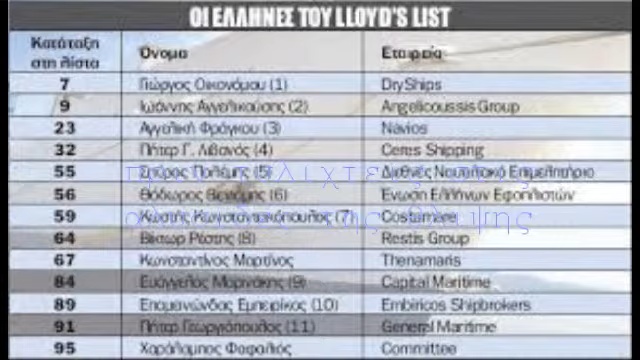 ΟΙ ΕΛΛΗΝΕΣ ΤΟΥ LLOYD'S LIST
Κατάταξη στη λίστα Όνομα Εταιρεία
7 Γιώργος Οικονόμου (1) DryShips
9 Ιωάννης Αγγελικούσης (2) Angelicoussis Group
23 Αγγελική Φράγκου (3) Navios
32 Πήτερ Γ. Λιβανός (4) Ceres Shipping
55 Σπύρος Πολέμης (5) Διεθνές Ναυτιλιακό Επιμελητήριο
56 Θόδωρος Βενιάμης (6) Ένωση Ελλήνων Εφοπλιστών
59 Κωστής Κωνσταντακόπουλος (7) Costamare
64 Βίκτωρ Ρέστης (8) Restis Group
67 Κωνσταντίνος Μαρτίνος Thenamaris
84 Ευάγγελος Μαρινάκης (9) Capital Maritime
89 Επαμεινώνδας Εμπειρίκος (10) Embiricos Shipbrokers
91 Πήτερ Γεωργιόπουλος (11) General Maritime
95 Χαράλαμπος Φαφαλιός Committee